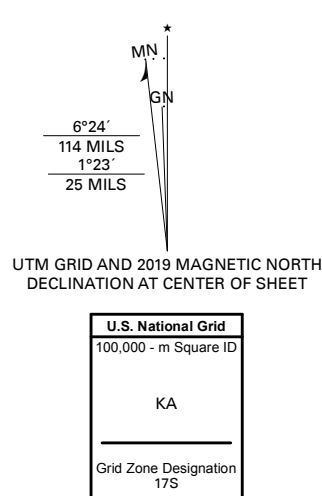 ★
MN
GN
6°24´
114 MILS
1°23´
25 MILS
UTM GRID AND 2019 MAGNETIC NORTH
DECLINATION AT CENTER OF SHEET
U.S. National Grid
100,000 - m Square ID
KA
Grid Zone Designation
17S